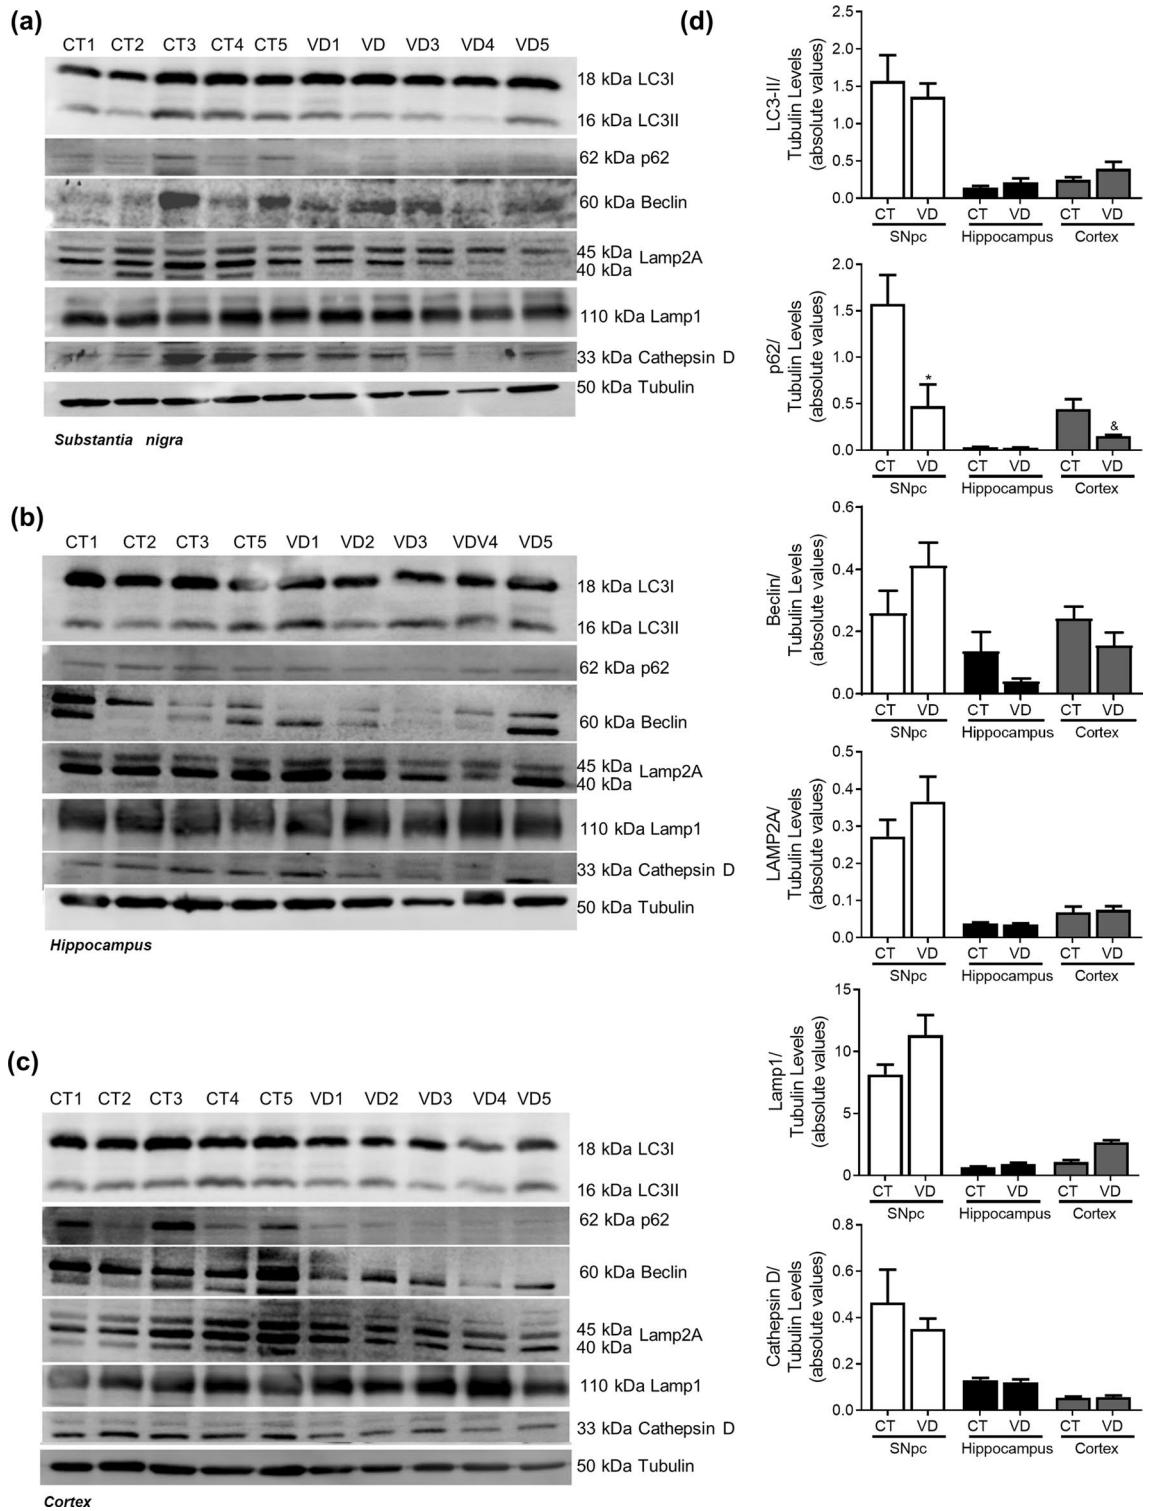 (a)
CT1 CT2 CT3 CT4 CT5 VD1 VD VD3 VD4 VD5
18 kDa LC3I
16 kDa LC3II
62 kDa p62
60 kDa Beclin
45 kDa
Lamp2A
40 kDa
110 kDa Lamp1
33 kDa Cathepsin D
50 kDa Tubulin
Substantia nigra
(b)
CT1 CT2 CT3 CT5 VD1 VD2 VD3 VDV4 VD5
18 kDa LC3I
16 kDa LC3II
62 kDa p62
60 kDa Beclin
45 kDa
Lamp2A
40 kDa
110 kDa Lamp1
33 kDa Cathepsin D
50 kDa Tubulin
Hippocampus
(c)
CT1 CT2 CT3 CT4 CT5 VD1 VD2 VD3 VD4 VD5
18 kDa LC3I
16 kDa LC3II
62 kDa p62
60 kDa Beclin
45 kDa
Lamp2A
40 kDa
110 kDa Lamp1
33 kDa Cathepsin D
50 kDa Tubulin
Cortex
(d)
LC3-II/
Tubulin Levels
(absolute values)
2.5
2.0
1.5
1.0
0.5
0.0
CT VD CT VD CT VD
SNpc Hippocampus Cortex
p62/
Tubulin Levels
(absolute values)
2.0
1.5
1.0
0.5
0.0
*
&
CT VD CT VD CT VD
SNpc Hippocampus Cortex
Beclin/
Tubulin Levels
(absolute values)
0.6
0.4
0.2
0.0
CT VD CT VD CT VD
SNpc Hippocampus Cortex
LAMP2A/
Tubulin Levels
(absolute values)
0.5
0.4
0.3
0.2
0.1
0.0
CT VD CT VD CT VD
SNpc Hippocampus Cortex
Lamp1/
Tubulin Levels
(absolute values)
15
10
5
0
CT VD CT VD CT VD
SNpc Hippocampus Cortex
Cathepsin D/
Tubulin Levels
(absolute values)
0.8
0.6
0.4
0.2
0.0
CT VD CT VD CT VD
SNpc Hippocampus Cortex